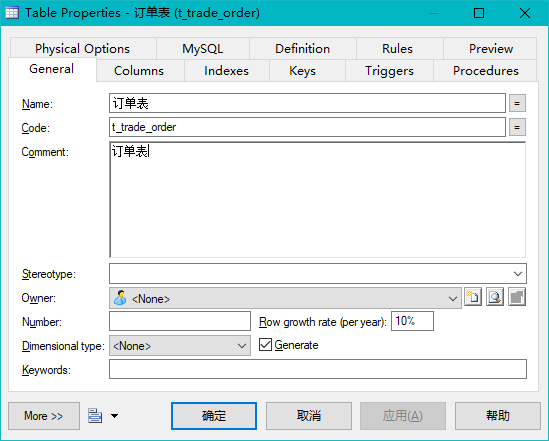 Table Properties - 订单表 (t_trade_order)
Physical Options MySQL Definition Rules Preview
General Columns Indexes Keys Triggers Procedures
Name: 订单表 =
Code: t_trade_order =
Comment: 订单表
Stereotype:
Owner: <None>
Number: Row growth rate (per year): 10%
Dimensional type: <None> Generate
Keywords:
More >> 确定 取消 应用(A) 帮助